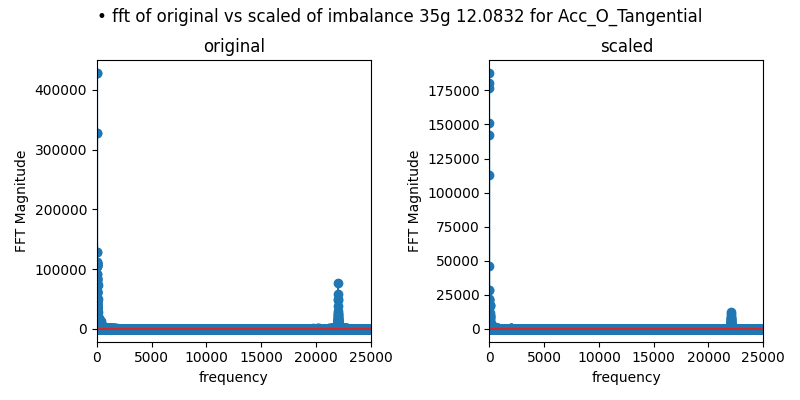 • fft of original vs scaled of imbalance 35g 12.0832 for Acc_O_Tangential
original
400000
300000
200000
100000
0
FFT Magnitude
0 5000 10000 15000 20000 25000
frequency
scaled
175000
150000
125000
100000
75000
50000
25000
0
FFT Magnitude
0 5000 10000 15000 20000 25000
frequency